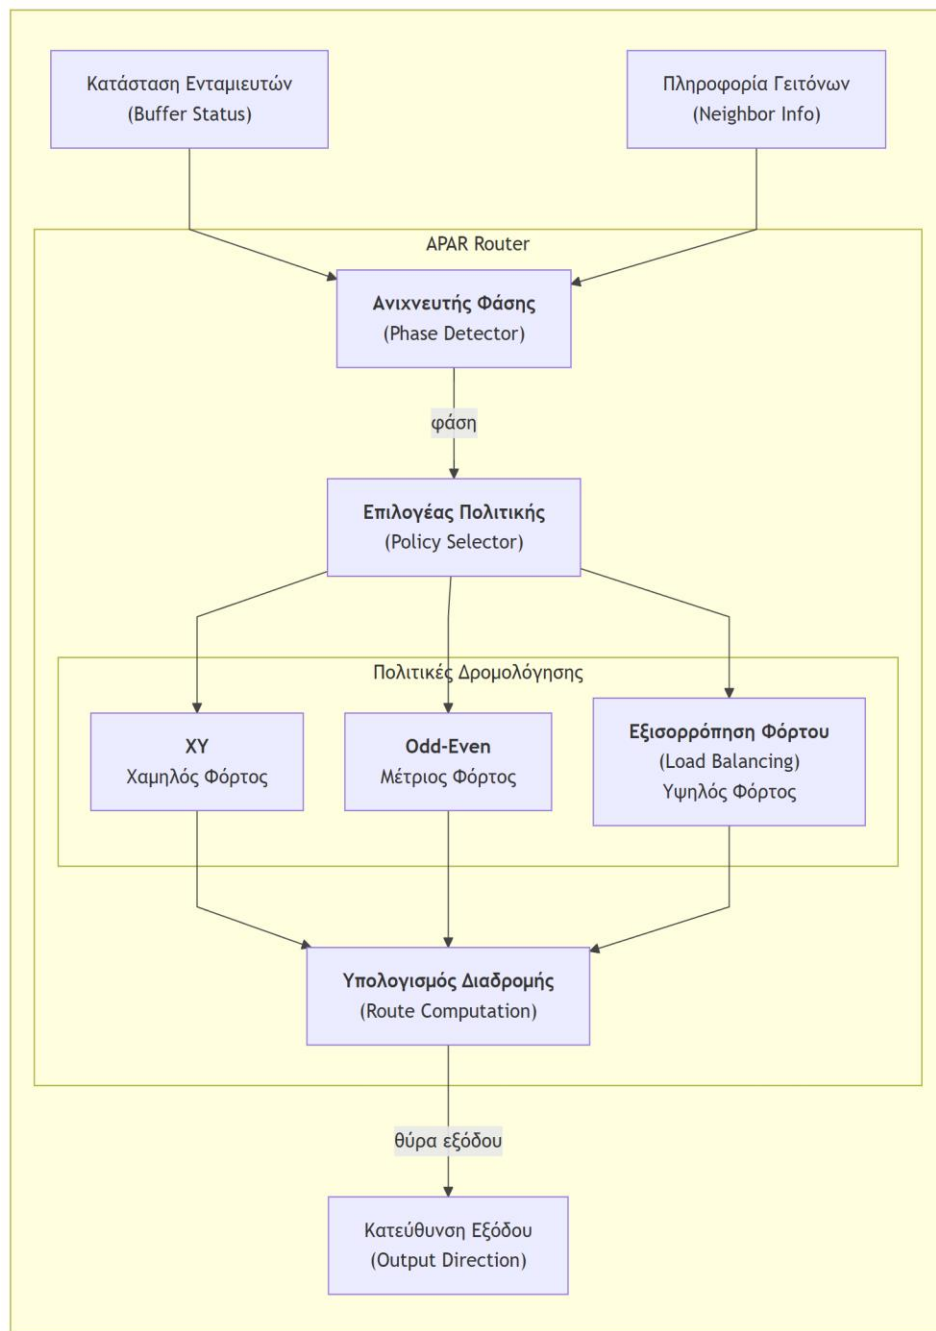 Κατάσταση Ενταμιευτών
(Buffer Status)
Πληροφορία Γειτόνων
(Neighbor Info)
APAR Router
Ανιχνευτής Φάσης
(Phase Detector)
φάση
Επιλογέας Πολιτικής
(Policy Selector)
Πολιτικές Δρομολόγησης
XY
Χαμηλός Φόρτος
Odd-Even
Μέτριος Φόρτος
Εξισορρόπηση Φόρτου
(Load Balancing)
Υψηλός Φόρτος
Υπολογισμός Διαδρομής
(Route Computation)
θύρα εξόδου
Κατεύθυνση Εξόδου
(Output Direction)